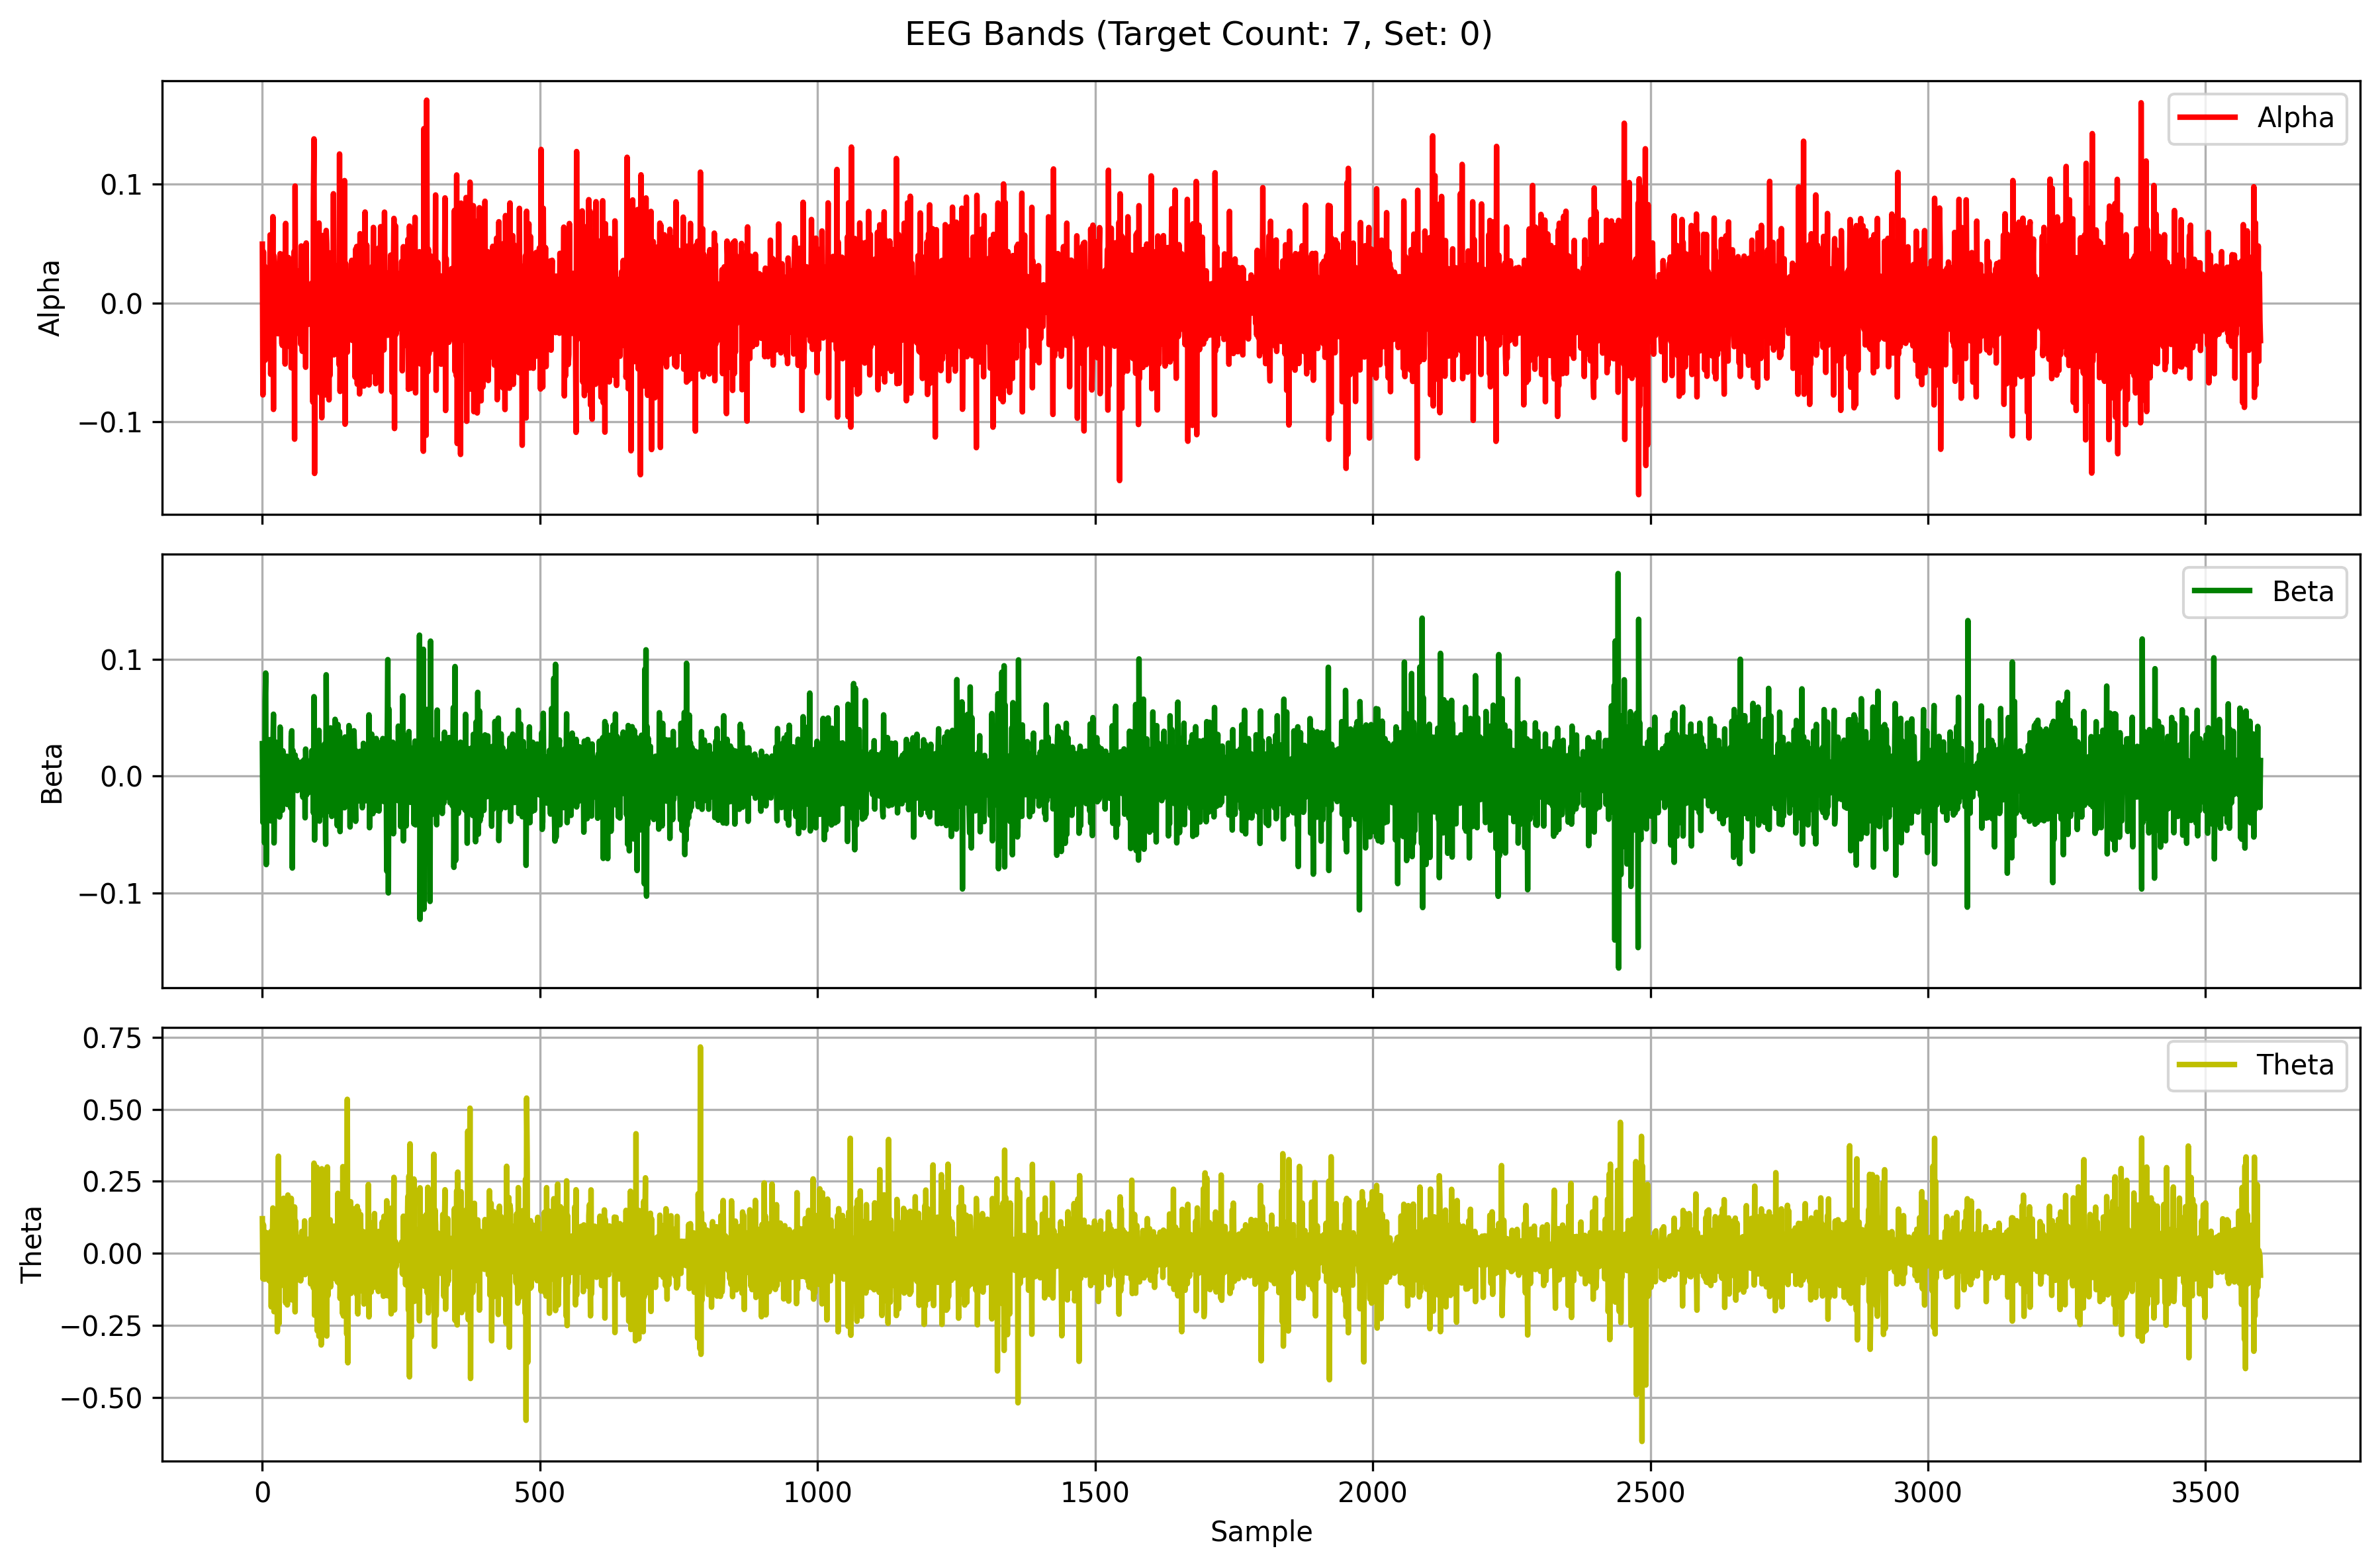 EEG Bands (Target Count: 7, Set: 0)
Alpha
0.1
0.0
−0.1
Alpha
Beta
0.1
0.0
−0.1
Beta
Theta
0.75
0.50
0.25
0.00
−0.25
−0.50
Theta
0 500 1000 1500 2000 2500 3000 3500
Sample